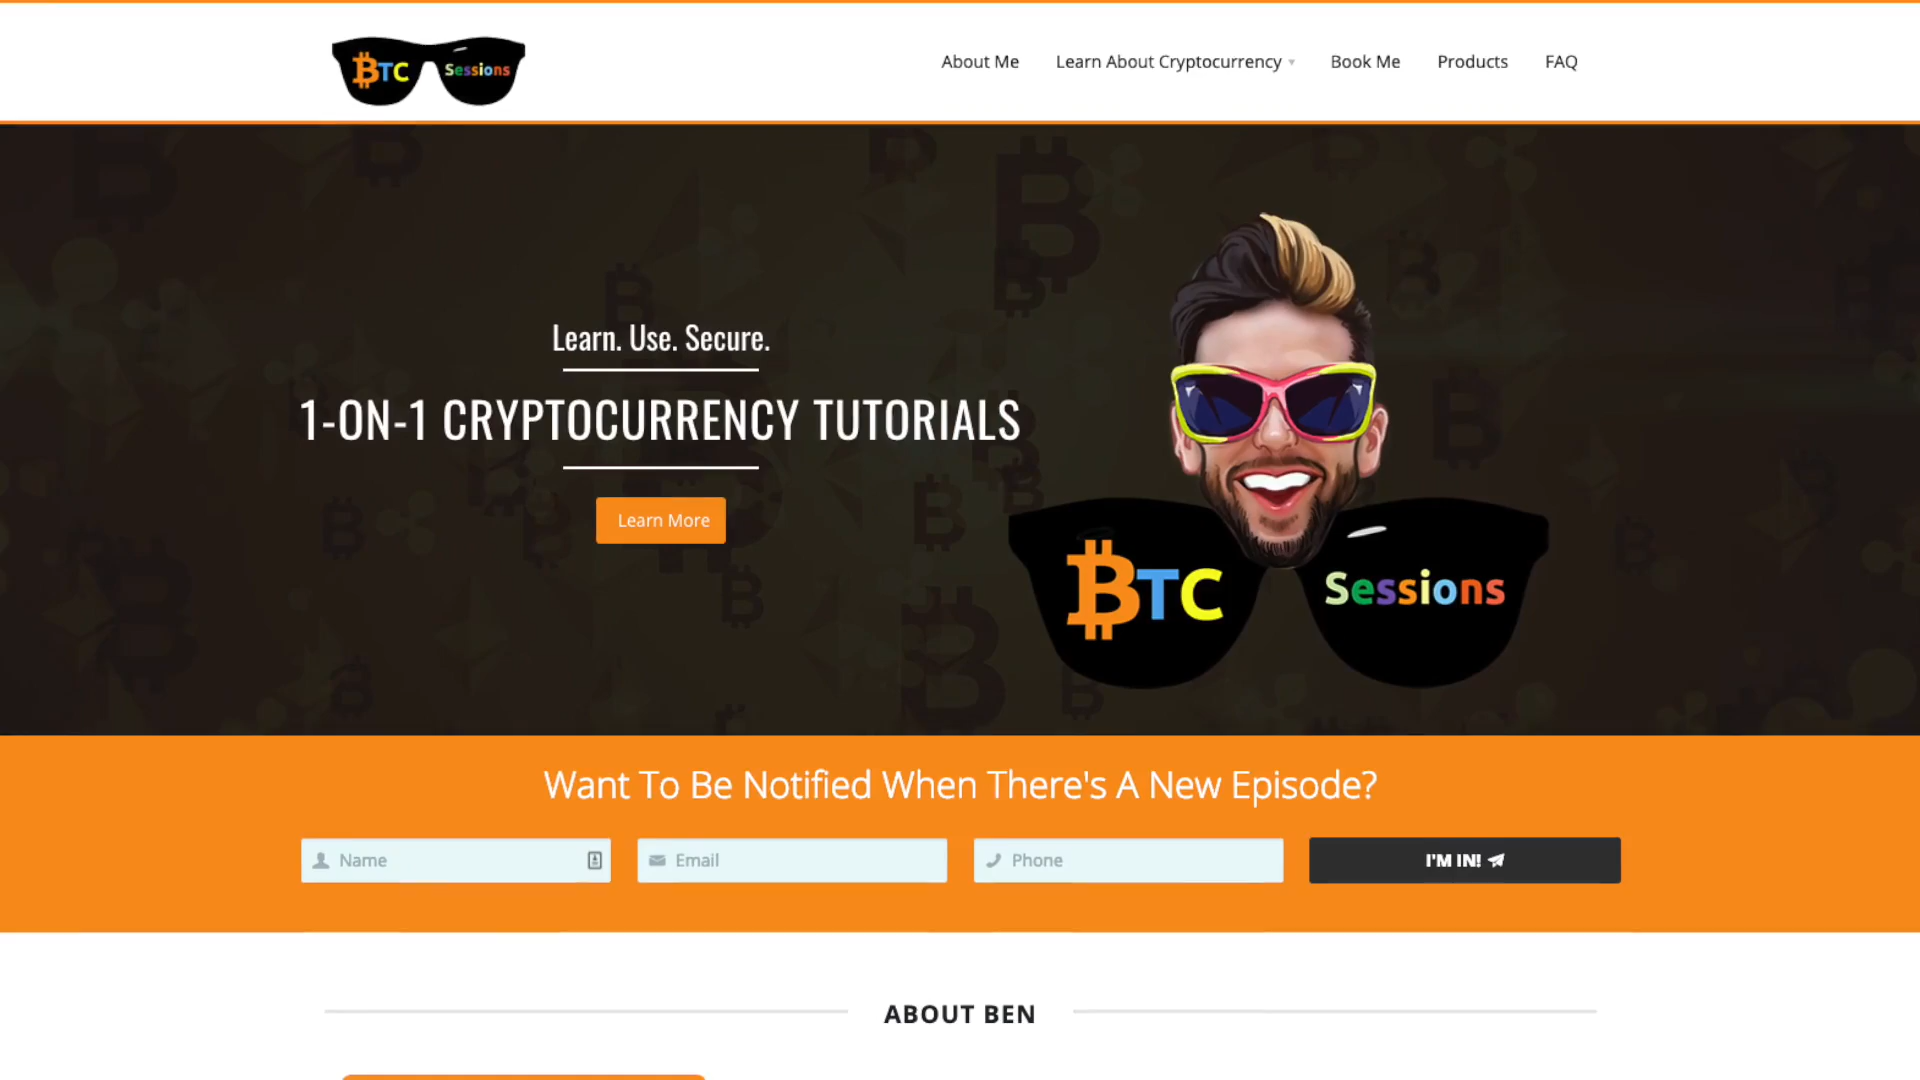 BTC Sessions
About Me
Learn About Cryptocurrency
Book Me
Products
FAQ
Learn. Use. Secure.
1-ON-1 CRYPTOCURRENCY TUTORIALS
Learn More
BTC Sessions
Want To Be Notified When There's A New Episode?
Name
Email
Phone
I'M IN!
ABOUT BEN